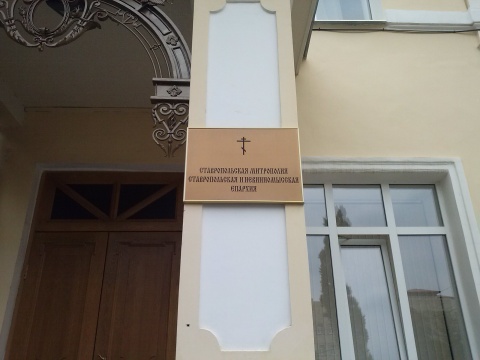 СТАВРОПОЛЬСКАЯ МИТРОПОЛИЯ
СТАВРОПОЛЬСКАЯ И НЕВИННОМЫССКАЯ
ЕПАРХИЯ